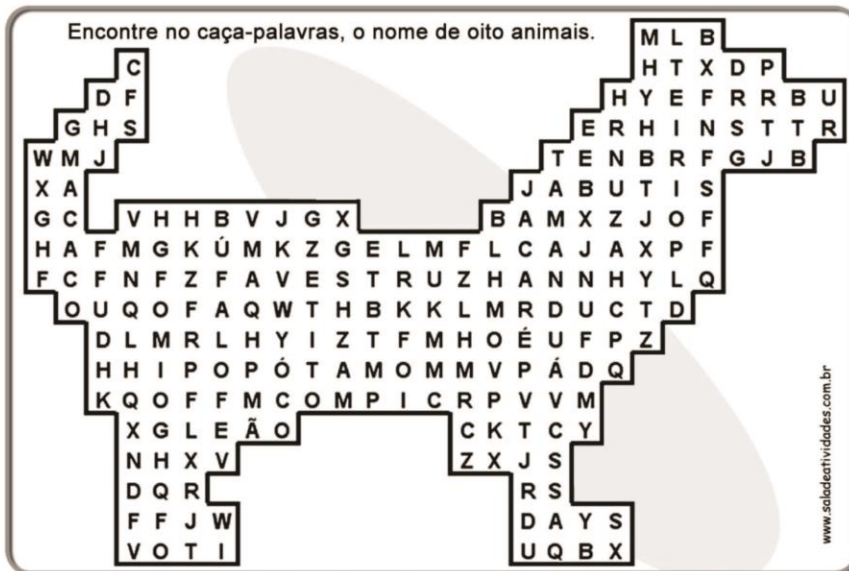 Encontre no caça-palavras, o nome de oito animais.
M L B
C H T X D P
D F H Y E F R R B U
G H S E R H I N S T T R
W M J T E N B R F G J B
X A J A B U T I S
G C V H H B V J G X B A M X Z J O F
H A F M G K Ú M K Z G E L M F L C A J A X P F
F C F N F Z F A V E S T R U Z H A N N H Y L Q
O U Q O F A Q W T H B K K L M R D U C T D
D L M R L H Y I Z T F M H O É U F P Z
H H I P O P Ó T A M O M M V P Á D Q
K Q O F F M C O M P I C R P V V M
X G L E Ã O C K T C Y
N H X V Z X J S
D Q R R S
F F J W D A Y S
V O T I U Q B X
www.saladeatividades.com.br